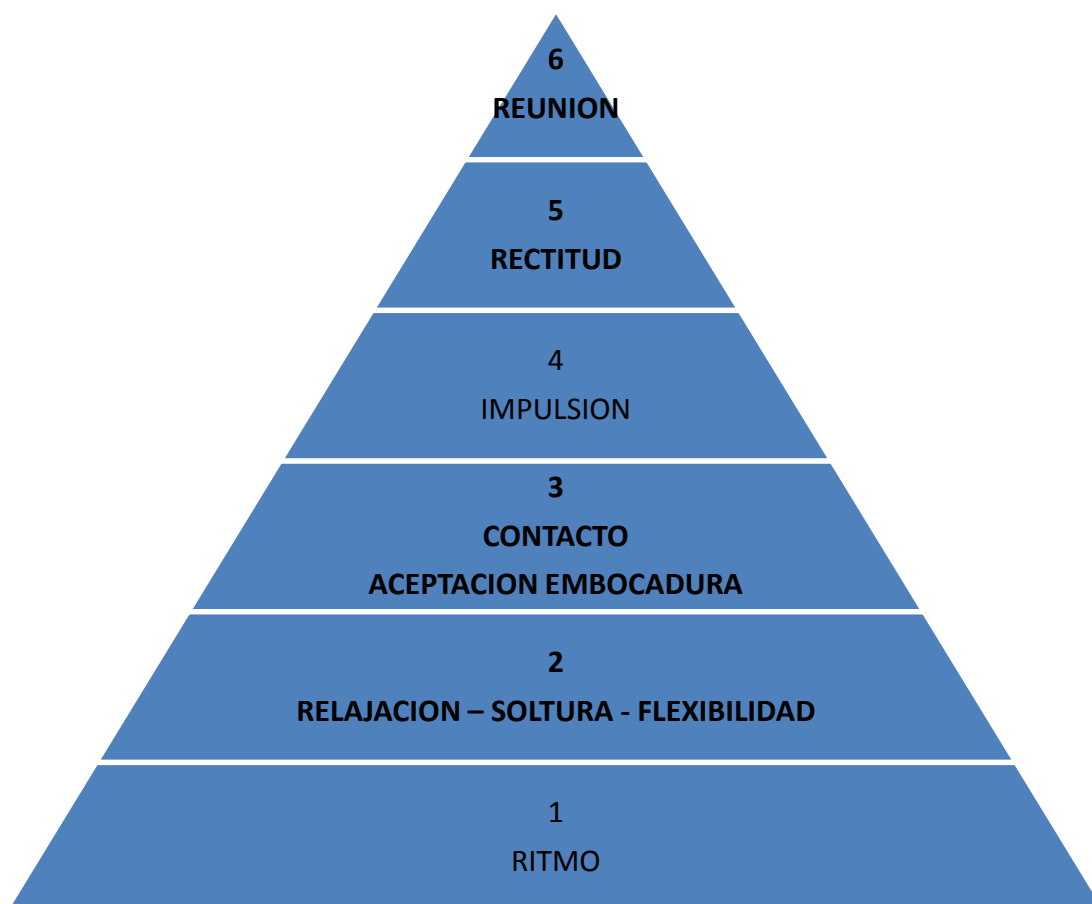 6
REUNION
5
RECTITUD
4
IMPULSION
3
CONTACTO
ACEPTACION EMBOCADURA
2
RELAJACION – SOLTURA - FLEXIBILIDAD
1
RITMO